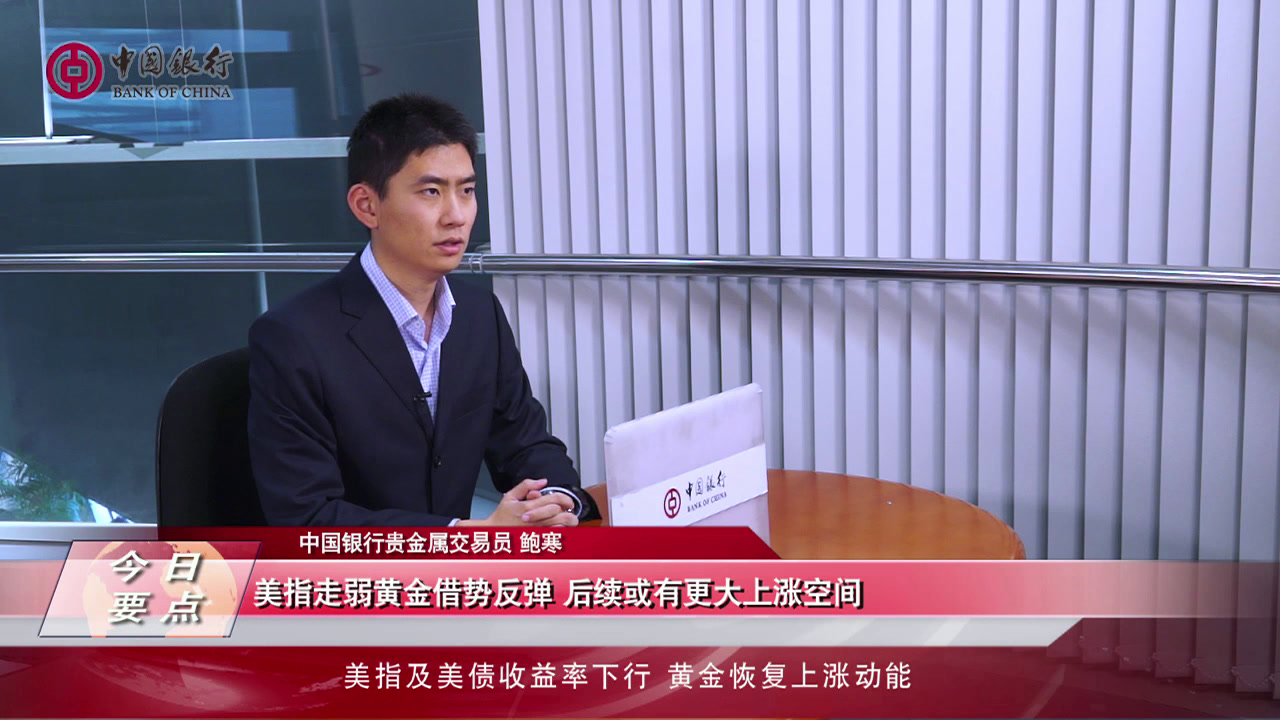 中国银行
BANK OF CHINA
中国银行
BANK OF CHINA
中国银行贵金属交易员 鲍寒
今日
要点
美指走弱黄金借势反弹 后续或有更大上涨空间
美指及美债收益率下行 黄金恢复上涨动能